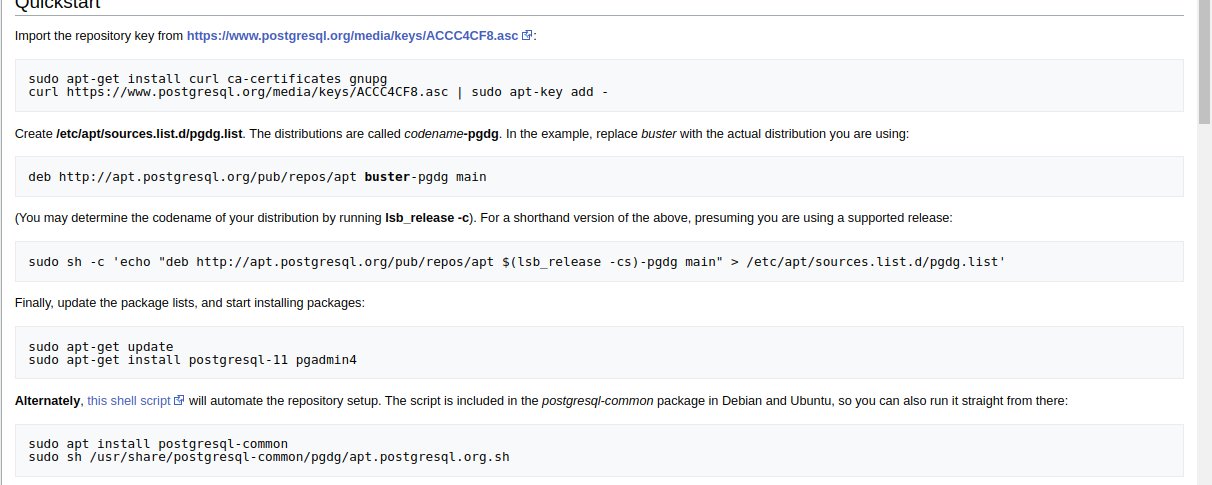 Quickstart
Import the repository key from https://www.postgresql.org/media/keys/ACCC4CF8.asc:
sudo apt-get install curl ca-certificates gnupg
curl https://www.postgresql.org/media/keys/ACCC4CF8.asc | sudo apt-key add -
Create /etc/apt/sources.list.d/pgdg.list. The distributions are called codename-pgdg. In the example, replace buster with the actual distribution you are using:
deb http://apt.postgresql.org/pub/repos/apt buster-pgdg main
(You may determine the codename of your distribution by running lsb_release -c). For a shorthand version of the above, presuming you are using a supported release:
sudo sh -c 'echo "deb http://apt.postgresql.org/pub/repos/apt $(lsb_release -cs)-pgdg main" > /etc/apt/sources.list.d/pgdg.list'
Finally, update the package lists, and start installing packages:
sudo apt-get update
sudo apt-get install postgresql-11 pgadmin4
Alternately, this shell script will automate the repository setup. The script is included in the postgresql-common package in Debian and Ubuntu, so you can also run it straight from there:
sudo apt install postgresql-common
sudo sh /usr/share/postgresql-common/pgdg/apt.postgresql.org.sh